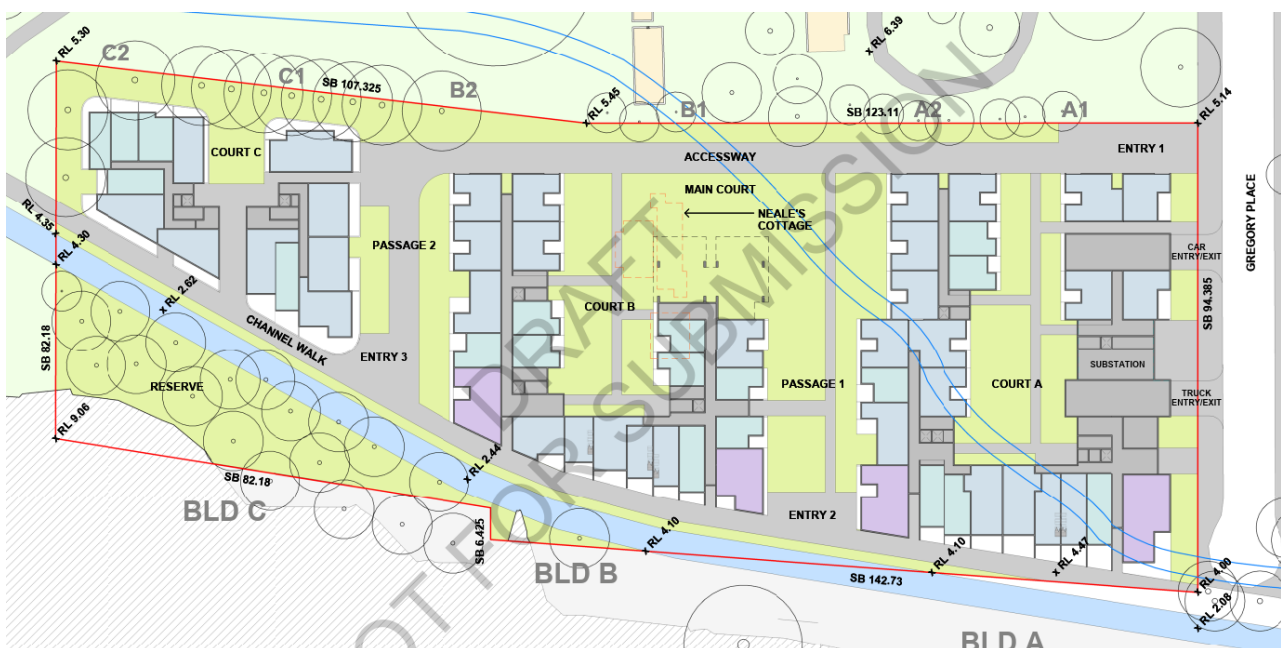 RL 5.30
C2
C1
SB 107.325
B2
RL 5.45
B1
SB 123.11
A2
A1
RL 6.39
RL 5.14
COURT C
ACCESSWAY
ENTRY 1
MAIN COURT
NEALE'S
COTTAGE
GREGORY PLACE
RL 4.35
RL 4.30
PASSAGE 2
CAR
ENTRY/EXIT
RL 2.62
COURT B
SB 94.385
SB 82.18
CHANNEL WALK
ENTRY 3
SUBSTATION
RESERVE
PASSAGE 1
COURT A
TRUCK
ENTRY/EXIT
RL 9.06
RL 2.44
SB 82.18
BLD C
SB 6.425
ENTRY 2
RL 4.10
BLD B
SB 142.73
RL 4.10
RL 4.47
RL 4.00
RL 2.08
BLD A
DRAFT
NOT FOR SUBMISSION